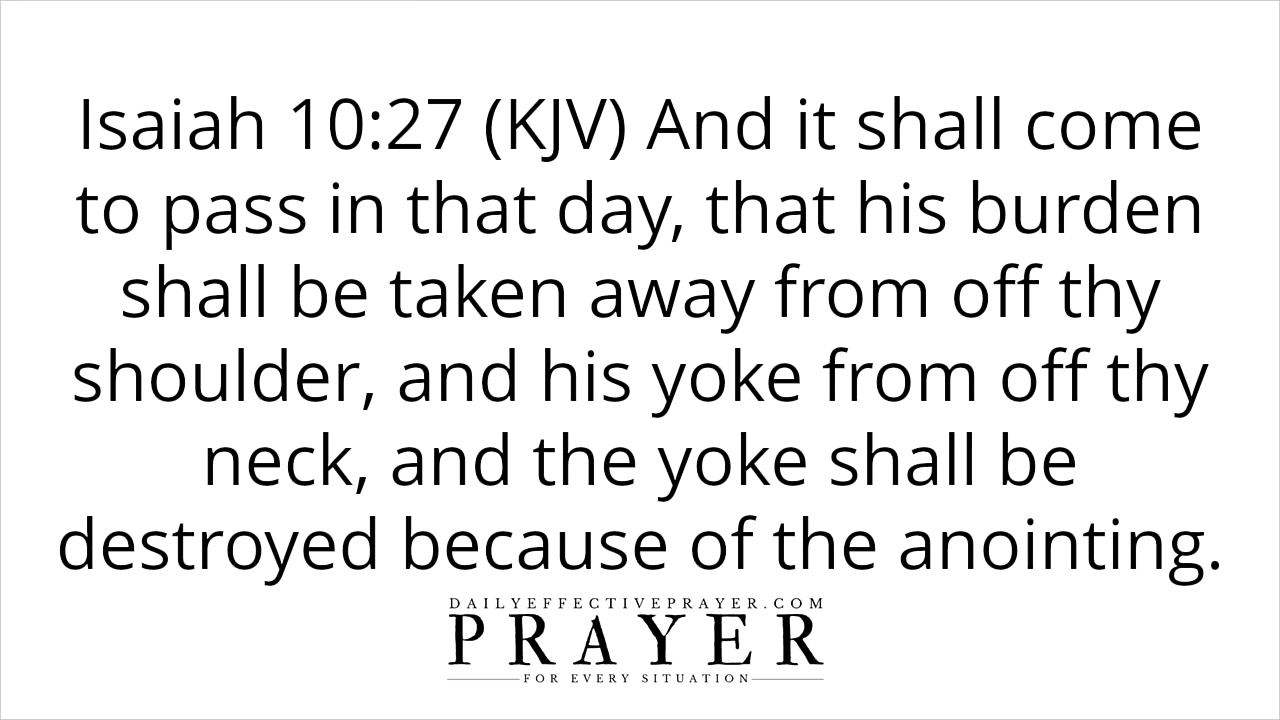 Isaiah 10:27 (KJV) And it shall come
to pass in that day, that his burden
shall be taken away from off thy
shoulder, and his yoke from off thy
neck, and the yoke shall be
destroyed because of the anointing.
DAILYEFFECTIVEPRAYER.COM
PRAYER
FOR EVERY SITUATION